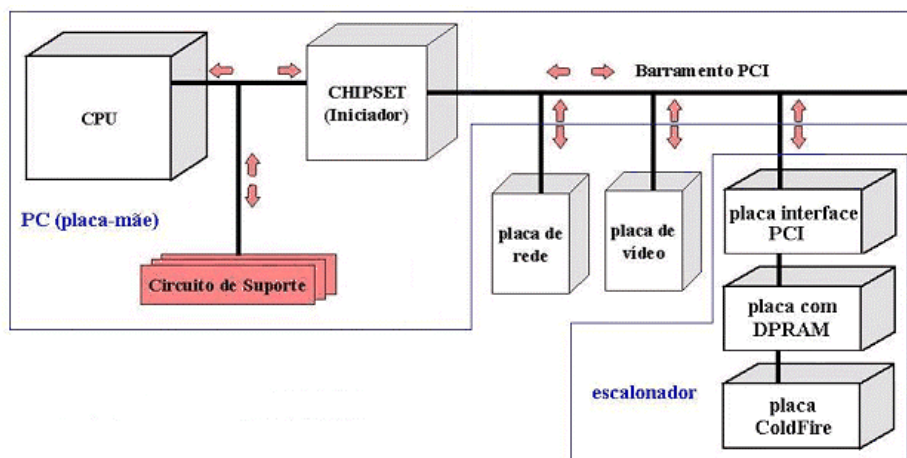 CPU
CHIPSET
(Iniciador)
Barramento PCI
PC (placa-mãe)
Circuito de Suporte
placa de
rede
placa de
vídeo
placa interface
PCI
placa com
DPRAM
escalonador
placa
ColdFire